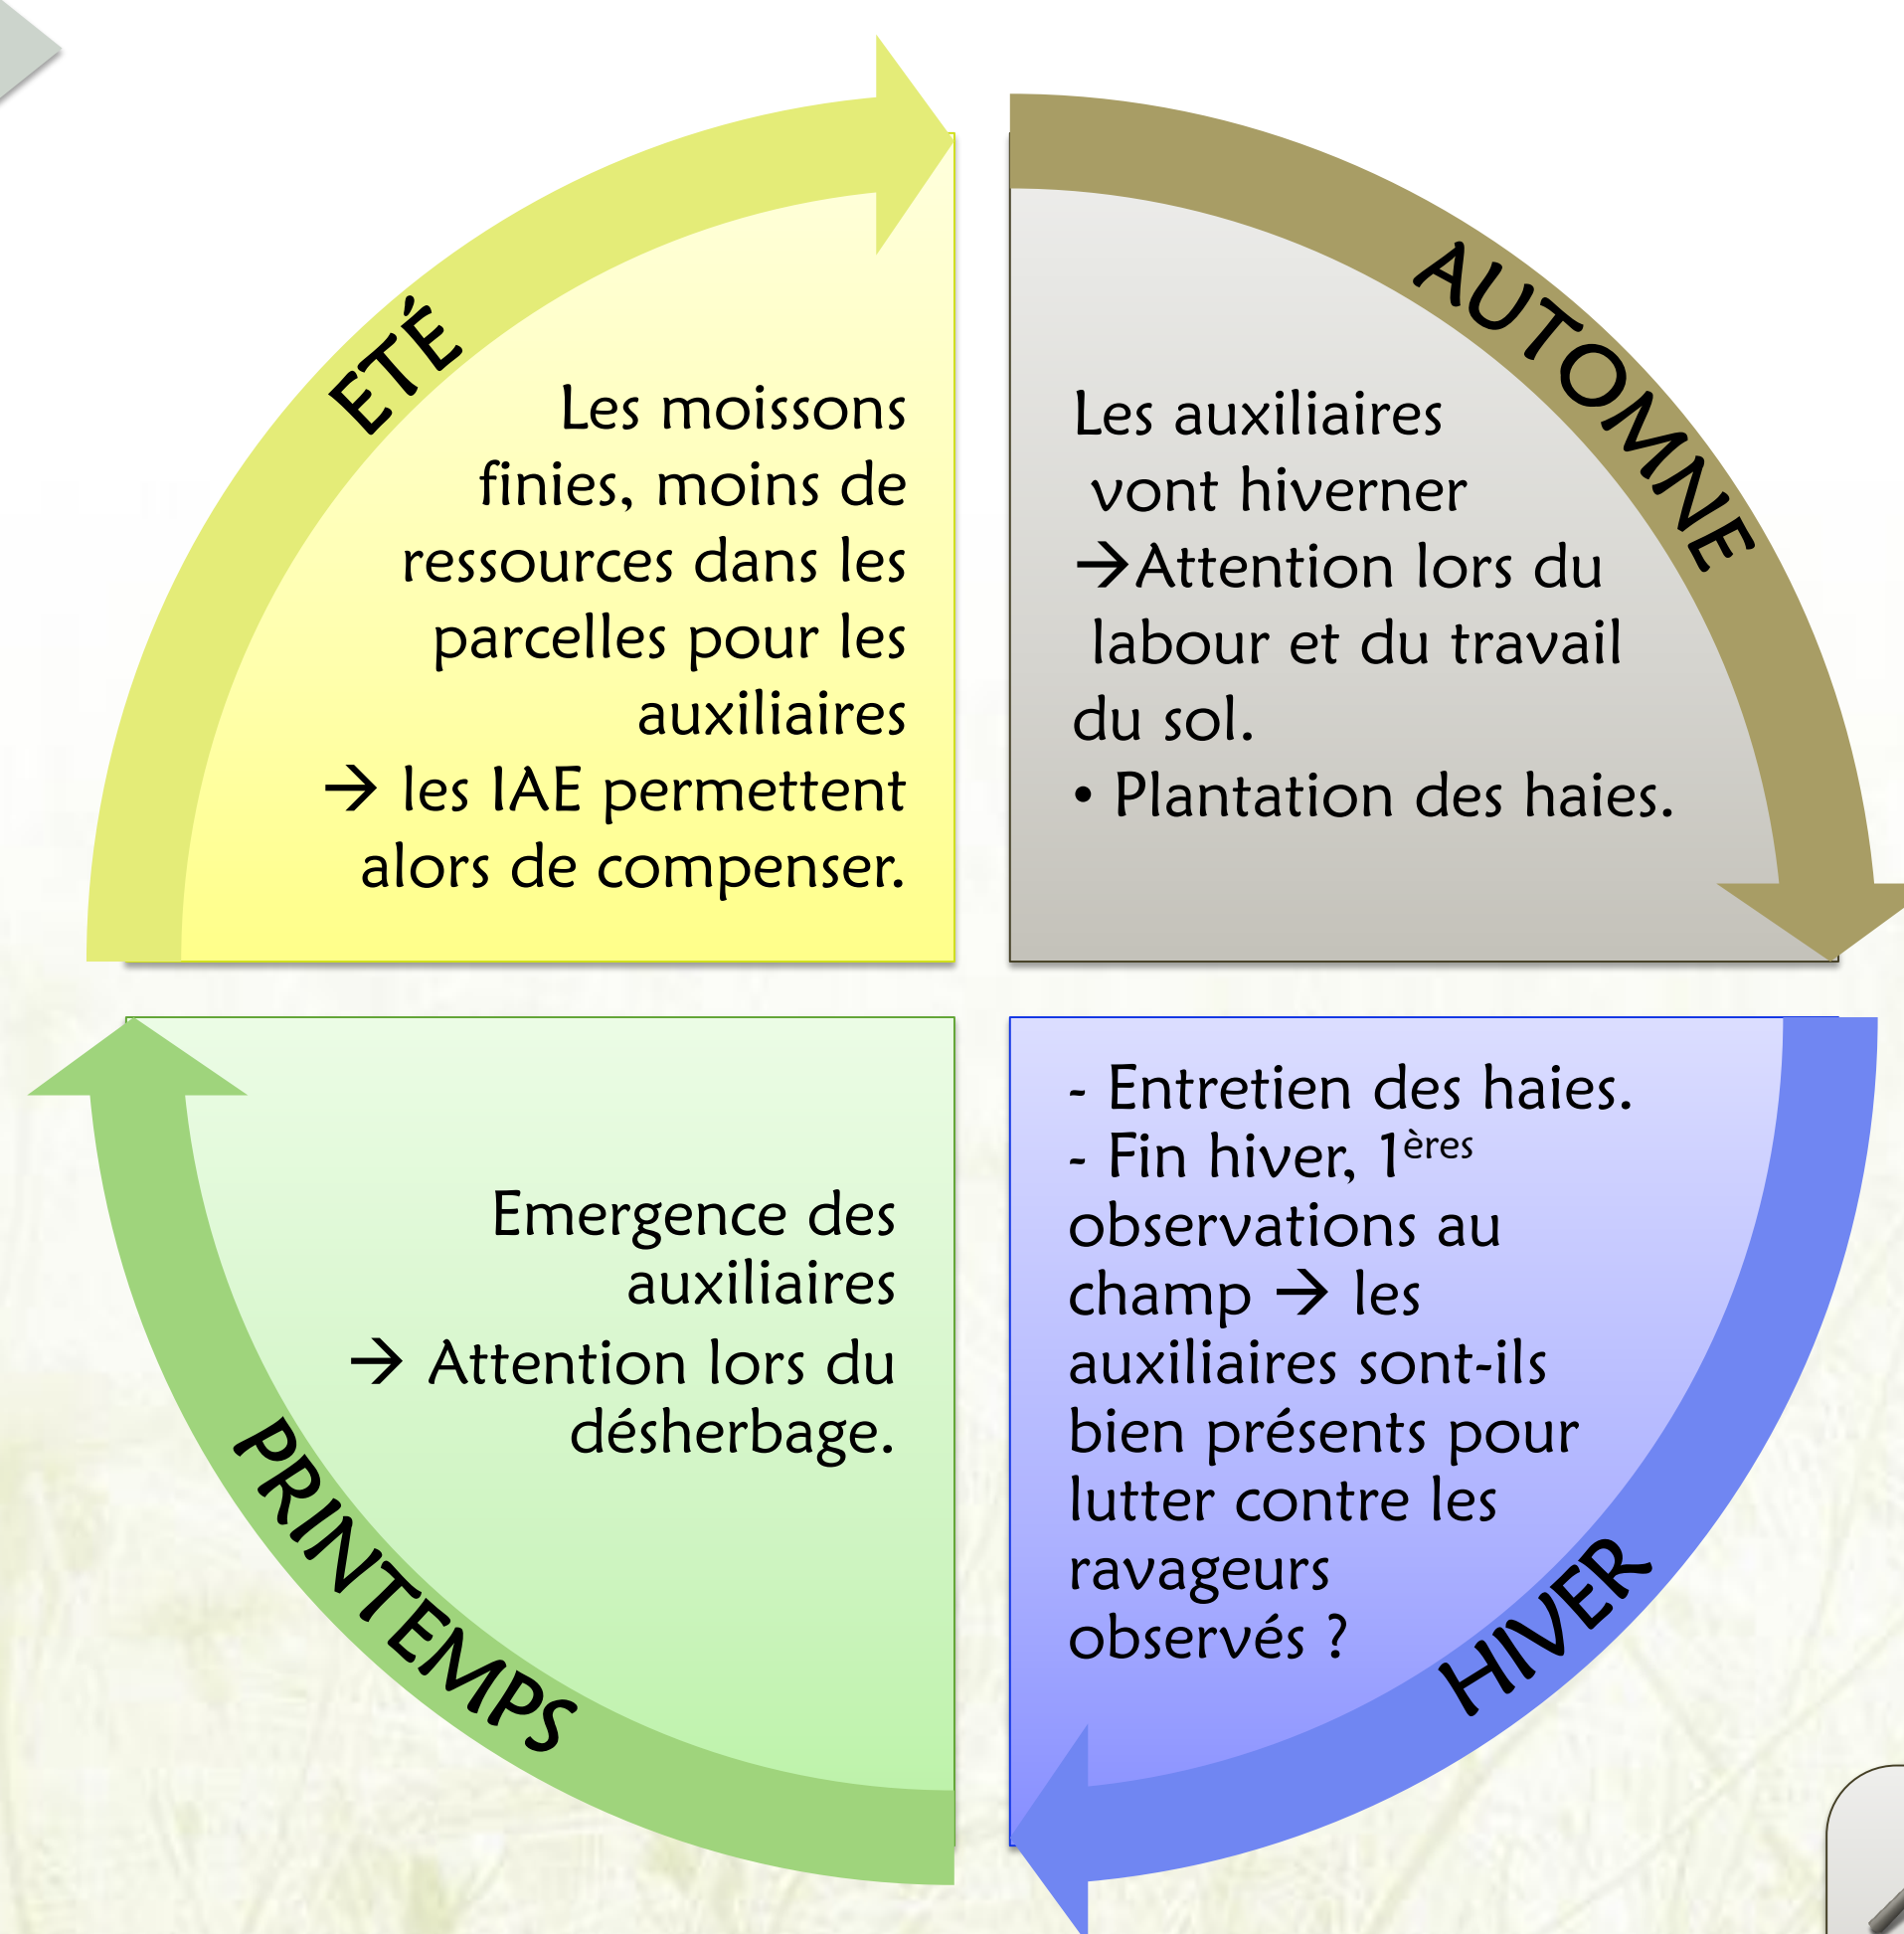 ETÉ
Les moissons
finies, moins de
ressources dans les
parcelles pour les
auxiliaires
→ les IAE permettent
alors de compenser.
AUTOMNE
Les auxiliaires
vont hiverner
→Attention lors du
labour et du travail
du sol.
• Plantation des haies.
PRINTEMPS
Emergence des
auxiliaires
→ Attention lors du
désherbage.
HIVER
- Entretien des haies.
- Fin hiver, 1ères
observations au
champ → les
auxiliaires sont-ils
bien présents pour
lutter contre les
ravageurs
observés ?